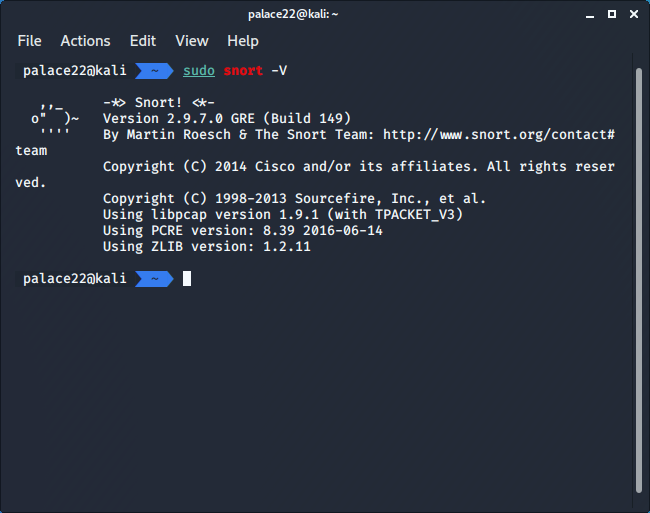 palace22@kali: ~
File Actions Edit View Help
palace22@kali ~ sudo snort -V
,,_ -*> Snort! <*-
o" )~ Version 2.9.7.0 GRE (Build 149)
'''' By Martin Roesch & The Snort Team: http://www.snort.org/contact#
team
Copyright (C) 2014 Cisco and/or its affiliates. All rights reser
ved.
Copyright (C) 1998-2013 Sourcefire, Inc., et al.
Using libpcap version 1.9.1 (with TPACKET_V3)
Using PCRE version: 8.39 2016-06-14
Using ZLIB version: 1.2.11
palace22@kali ~